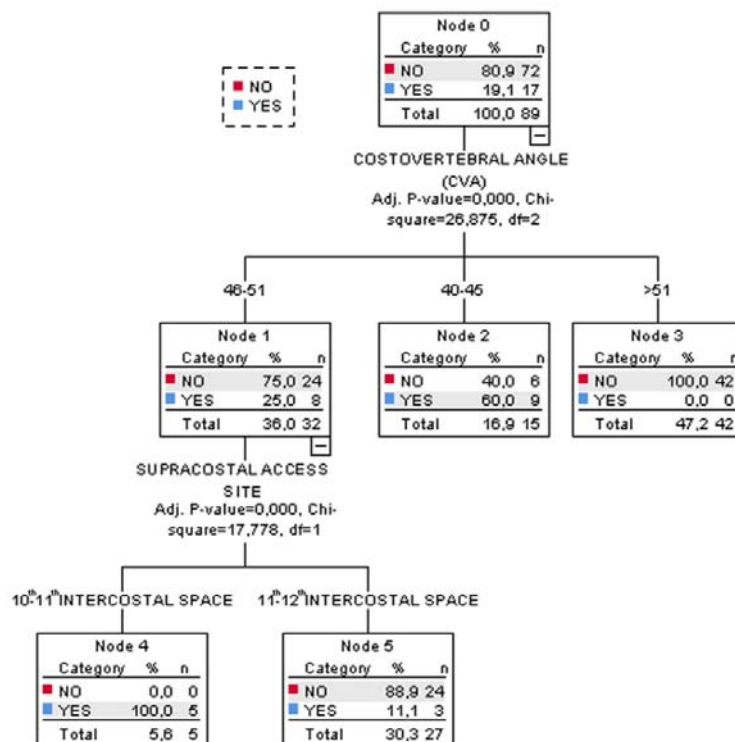 Node 0
Category % n
NO 80,9 72
YES 19,1 17
Total 100,0 89
NO
YES
COSTOVERTEBRAL ANGLE
(CVA)
Adj. P-value=0,000, Chi-
square=26,875, df=2
46-51
40-45
>51
Node 1
Category % n
NO 75,0 24
YES 25,0 8
Total 36,0 32
Node 2
Category % n
NO 40,0 6
YES 60,0 9
Total 16,9 15
Node 3
Category % n
NO 100,0 42
YES 0,0 0
Total 47,2 42
SUPRACOSTAL ACCESS
SITE
Adj. P-value=0,000, Chi-
square=17,778, df=1
10th-11th INTERCOSTAL SPACE
11th-12th INTERCOSTAL SPACE
Node 4
Category % n
NO 0,0 0
YES 100,0 5
Total 5,6 5
Node 5
Category % n
NO 88,9 24
YES 11,1 3
Total 30,3 27